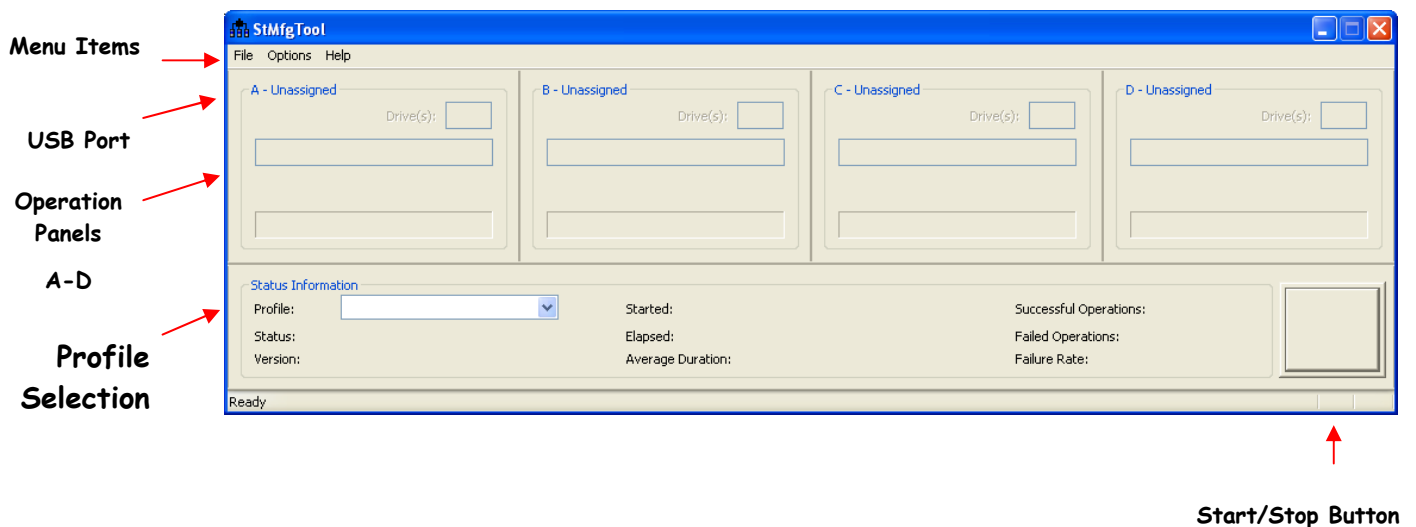 StMfgTool
File Options Help
Menu Items
A - Unassigned
Drive(s):
B - Unassigned
Drive(s):
C - Unassigned
Drive(s):
D - Unassigned
Drive(s):
USB Port
Operation
Panels
A-D
Status Information
Profile:
Started:
Successful Operations:
Status:
Elapsed:
Failed Operations:
Version:
Average Duration:
Failure Rate:
Profile
Selection
Ready
Start/Stop Button